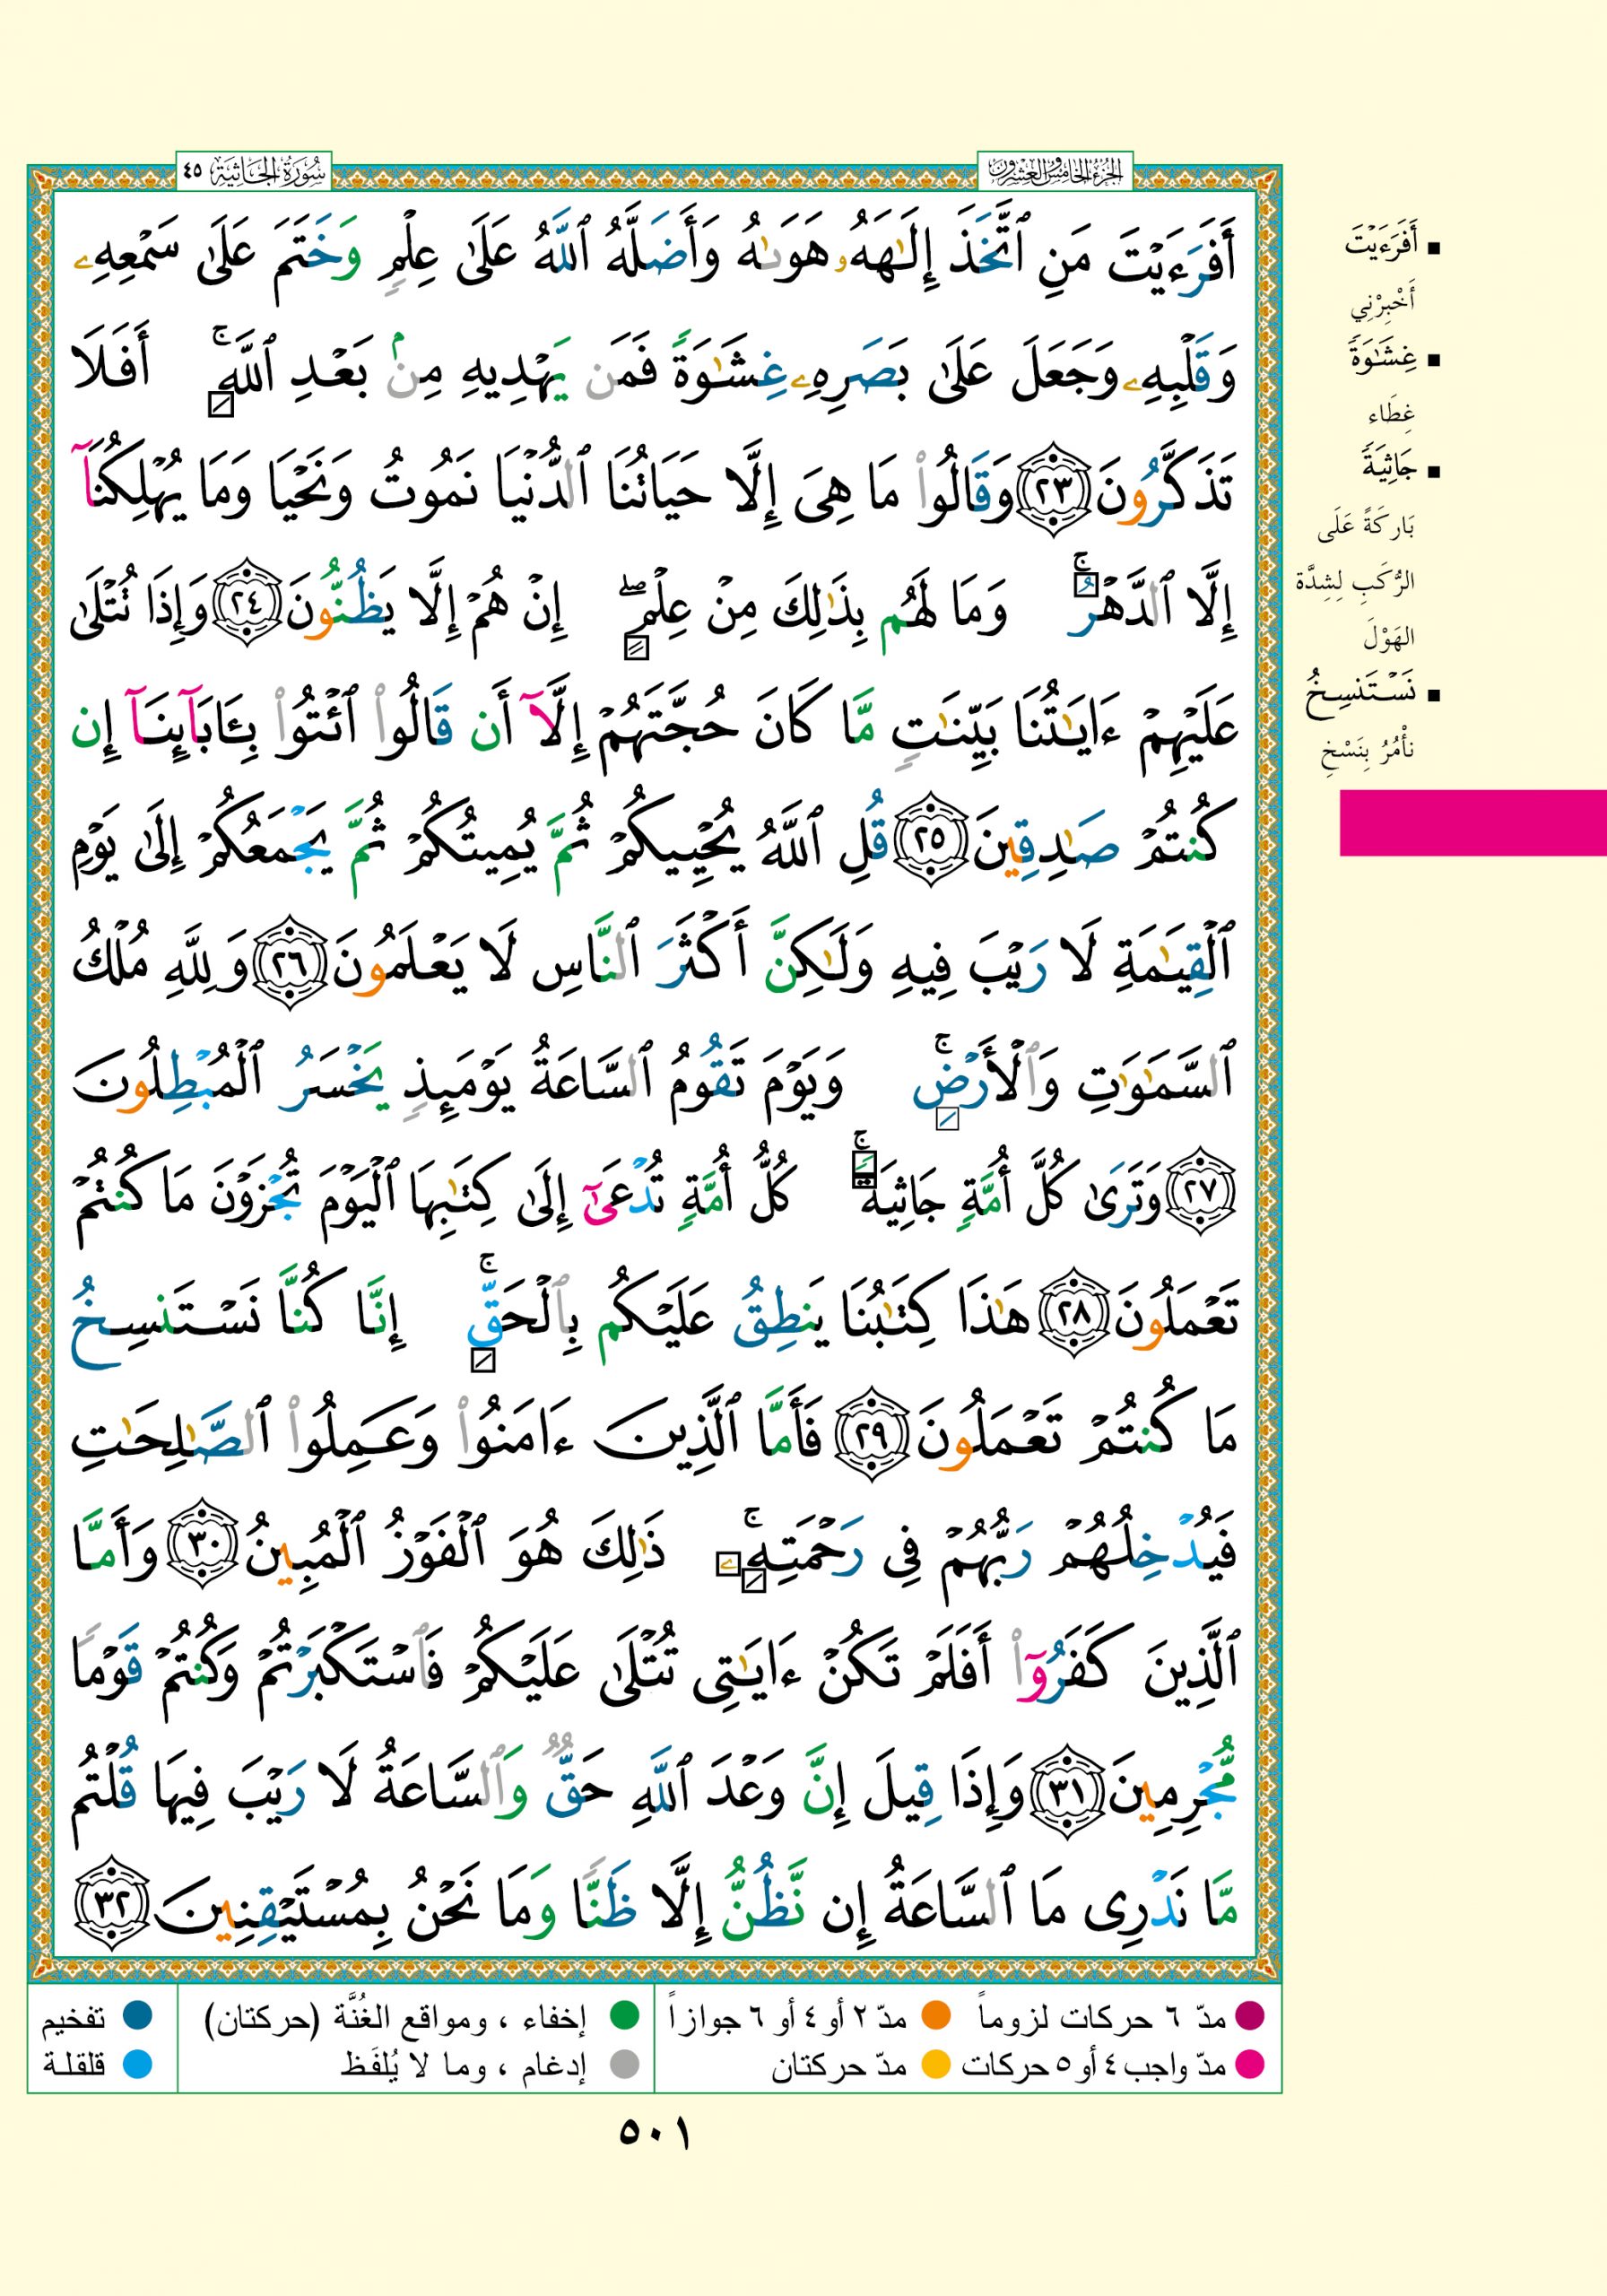 الجزء الخامس والعشرون
سُورَةُ الجَاثِيَة ٤٥
أَفَرَءَيْتَ مَنِ ٱتَّخَذَ إِلَـٰهَهُۥ هَوَىٰهُ وَأَضَلَّهُ ٱللَّهُ عَلَىٰ عِلْمٍ وَخَتَمَ عَلَىٰ سَمْعِهِۦ
وَقَلْبِهِۦ وَجَعَلَ عَلَىٰ بَصَرِهِۦ غِشَـٰوَةً فَمَن يَهْدِيهِ مِنۢ بَعْدِ ٱللَّهِ ۚ أَفَلَا
تَذَكَّرُونَ ٢٣ وَقَالُوا۟ مَا هِىَ إِلَّا حَيَاتُنَا ٱلدُّنْيَا نَمُوتُ وَنَحْيَا وَمَا يُهْلِكُنَآ
إِلَّا ٱلدَّهْرُ ۚ وَمَا لَهُم بِذَٰلِكَ مِنْ عِلْمٍ ۖ إِنْ هُمْ إِلَّا يَظُنُّونَ ٢٤ وَإِذَا تُتْلَىٰ
عَلَيْهِمْ ءَايَـٰتُنَا بَيِّنَـٰتٍ مَّا كَانَ حُجَّتَهُمْ إِلَّآ أَن قَالُوا۟ ٱئْتُوا۟ بِـَٔابَآئِنَآ إِن
كُنتُمْ صَـٰدِقِينَ ٢٥ قُلِ ٱللَّهُ يُحْيِيكُمْ ثُمَّ يُمِيتُكُمْ ثُمَّ يَجْمَعُكُمْ إِلَىٰ يَوْمِ
ٱلْقِيَـٰمَةِ لَا رَيْبَ فِيهِ وَلَـٰكِنَّ أَكْثَرَ ٱلنَّاسِ لَا يَعْلَمُونَ ٢٦ وَلِلَّهِ مُلْكُ
ٱلسَّمَـٰوَٰتِ وَٱلْأَرْضِ ۚ وَيَوْمَ تَقُومُ ٱلسَّاعَةُ يَوْمَئِذٍ يَخْسَرُ ٱلْمُبْطِلُونَ
٢٧ وَتَرَىٰ كُلَّ أُمَّةٍ جَاثِيَةً ۚ كُلُّ أُمَّةٍ تُدْعَىٰٓ إِلَىٰ كِتَـٰبِهَا ٱلْيَوْمَ تُجْزَوْنَ مَا كُنتُمْ
تَعْمَلُونَ ٢٨ هَـٰذَا كِتَـٰبُنَا يَنطِقُ عَلَيْكُم بِٱلْحَقِّ ۚ إِنَّا كُنَّا نَسْتَنسِخُ
مَا كُنتُمْ تَعْمَلُونَ ٢٩ فَأَمَّا ٱلَّذِينَ ءَامَنُوا۟ وَعَمِلُوا۟ ٱلصَّـٰلِحَـٰتِ
فَيُدْخِلُهُمْ رَبُّهُمْ فِى رَحْمَتِهِۦ ۚ ذَٰلِكَ هُوَ ٱلْفَوْزُ ٱلْمُبِينُ ٣٠ وَأَمَّا
ٱلَّذِينَ كَفَرُوٓا۟ أَفَلَمْ تَكُنْ ءَايَـٰتِى تُتْلَىٰ عَلَيْكُمْ فَٱسْتَكْبَرْتُمْ وَكُنتُمْ قَوْمًا
مُّجْرِمِينَ ٣١ وَإِذَا قِيلَ إِنَّ وَعْدَ ٱللَّهِ حَقٌّ وَٱلسَّاعَةُ لَا رَيْبَ فِيهَا قُلْتُم
مَّا نَدْرِى مَا ٱلسَّاعَةُ إِن نَّظُنُّ إِلَّا ظَنًّا وَمَا نَحْنُ بِمُسْتَيْقِنِينَ ٣٢
▪ أَفَرَءَيْتَ
أَخْبِرْنِي
▪ غِشَـٰوَةً
غِطَاء
▪ جَاثِيَةً
بَارِكَةً عَلَى
الرُّكَبِ لِشِدَّة
الهَوْلَ
▪ نَسْتَنسِخُ
نأْمُرُ بِنَسْخِ
مدّ ٦ حركات لزوماً مدّ ٢ أو ٤ أو ٦ جوازاً إخفاء ، ومواقع الغُنَّة (حركتان) تفخيم
مدّ واجب ٤ أو ٥ حركات مدّ حركتان إدغام ، وما لا يُلفَظ قلقلة
٥٠١